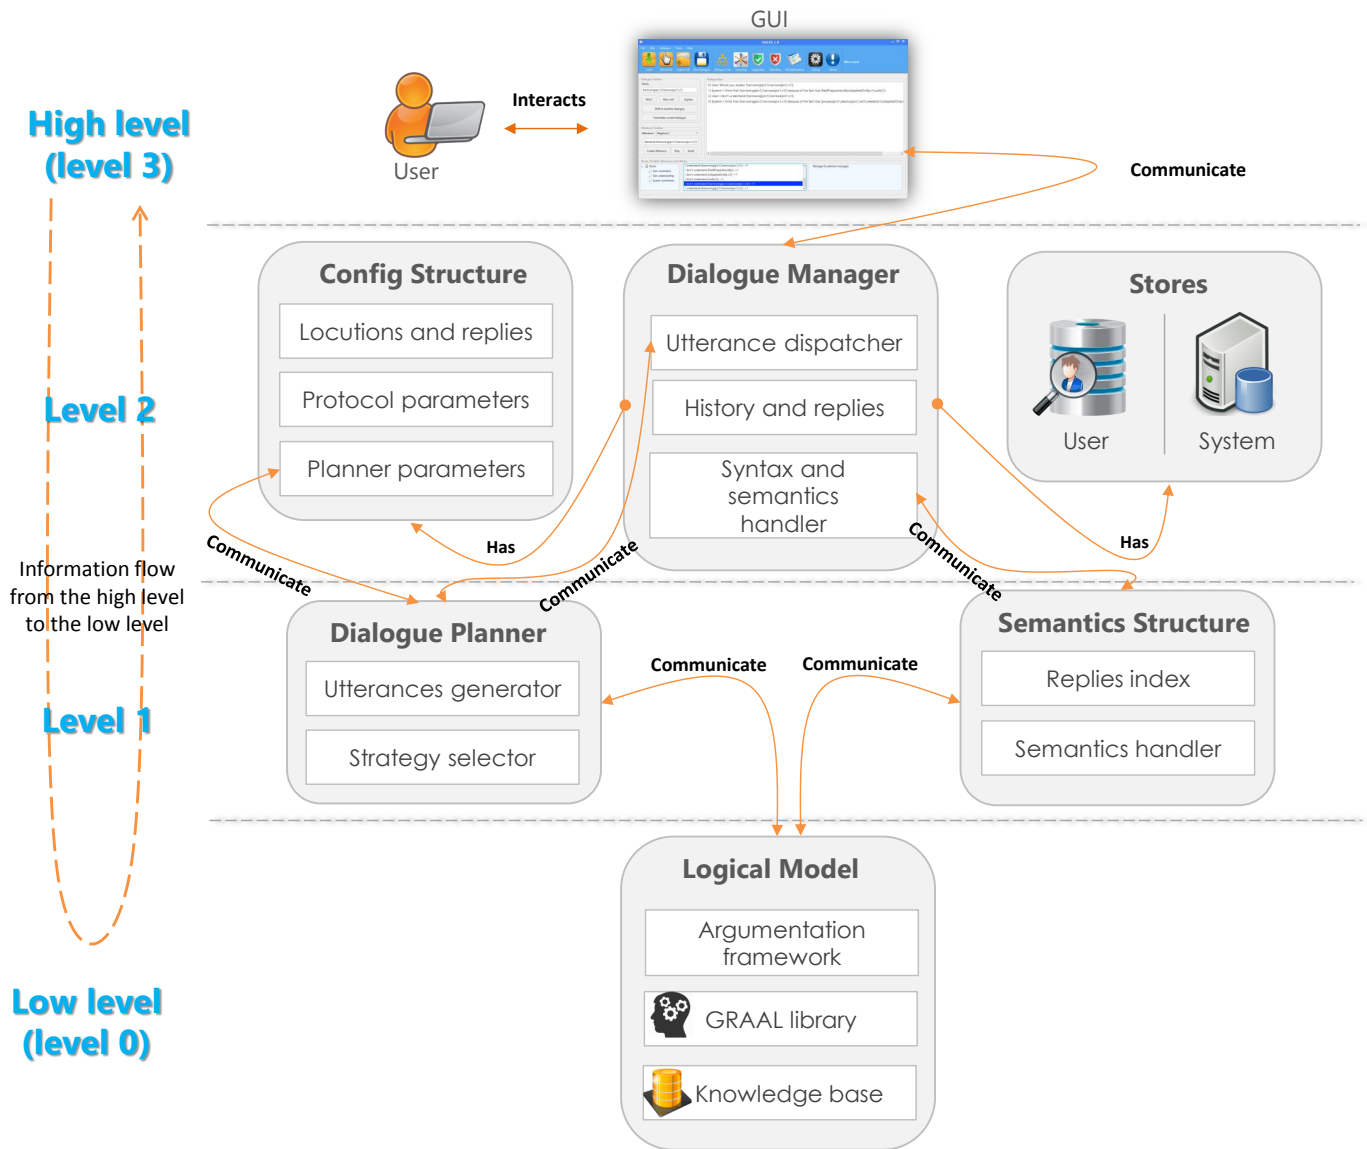 GUI
High level
(level 3)
Interacts
User
Communicate
Config Structure
Locutions and replies
Protocol parameters
Planner parameters
Dialogue Manager
Utterance dispatcher
History and replies
Syntax and
semantics
handler
Stores
User
System
Level 2
Communicate
Has
Communicate
Communicate
Has
Information flow
from the high level
to the low level
Dialogue Planner
Utterances generator
Strategy selector
Communicate
Communicate
Semantics Structure
Replies index
Semantics handler
Level 1
Logical Model
Argumentation
framework
GRAAL library
Knowledge base
Low level
(level 0)